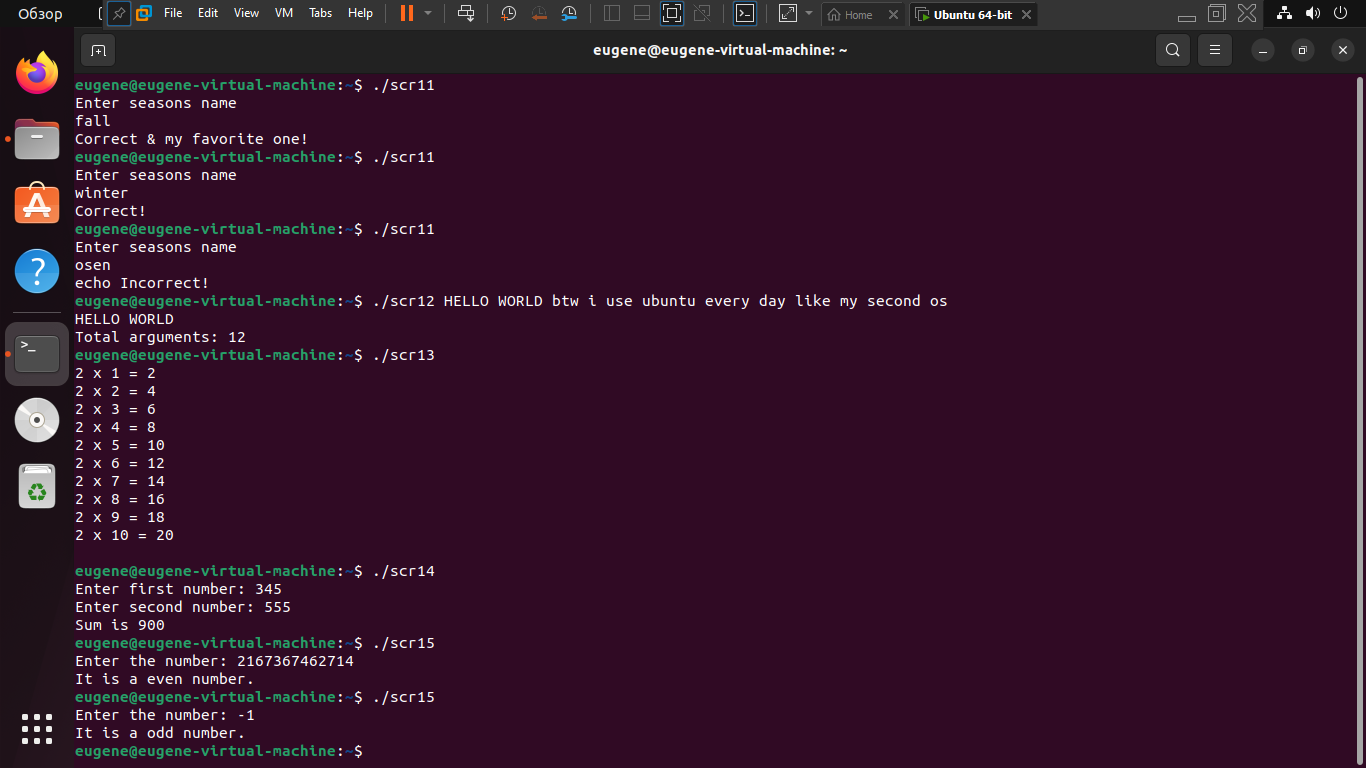 Обзор
File Edit View VM Tabs Help
Home
Ubuntu 64-bit
eugene@eugene-virtual-machine: ~
eugene@eugene-virtual-machine:~$ ./scr11
Enter seasons name
fall
Correct & my favorite one!
eugene@eugene-virtual-machine:~$ ./scr11
Enter seasons name
winter
Correct!
eugene@eugene-virtual-machine:~$ ./scr11
Enter seasons name
osen
echo Incorrect!
eugene@eugene-virtual-machine:~$ ./scr12 HELLO WORLD btw i use ubuntu every day like my second os
HELLO WORLD
Total arguments: 12
eugene@eugene-virtual-machine:~$ ./scr13
2 x 1 = 2
2 x 2 = 4
2 x 3 = 6
2 x 4 = 8
2 x 5 = 10
2 x 6 = 12
2 x 7 = 14
2 x 8 = 16
2 x 9 = 18
2 x 10 = 20
eugene@eugene-virtual-machine:~$ ./scr14
Enter first number: 345
Enter second number: 555
Sum is 900
eugene@eugene-virtual-machine:~$ ./scr15
Enter the number: 2167367462714
It is a even number.
eugene@eugene-virtual-machine:~$ ./scr15
Enter the number: -1
It is a odd number.
eugene@eugene-virtual-machine:~$